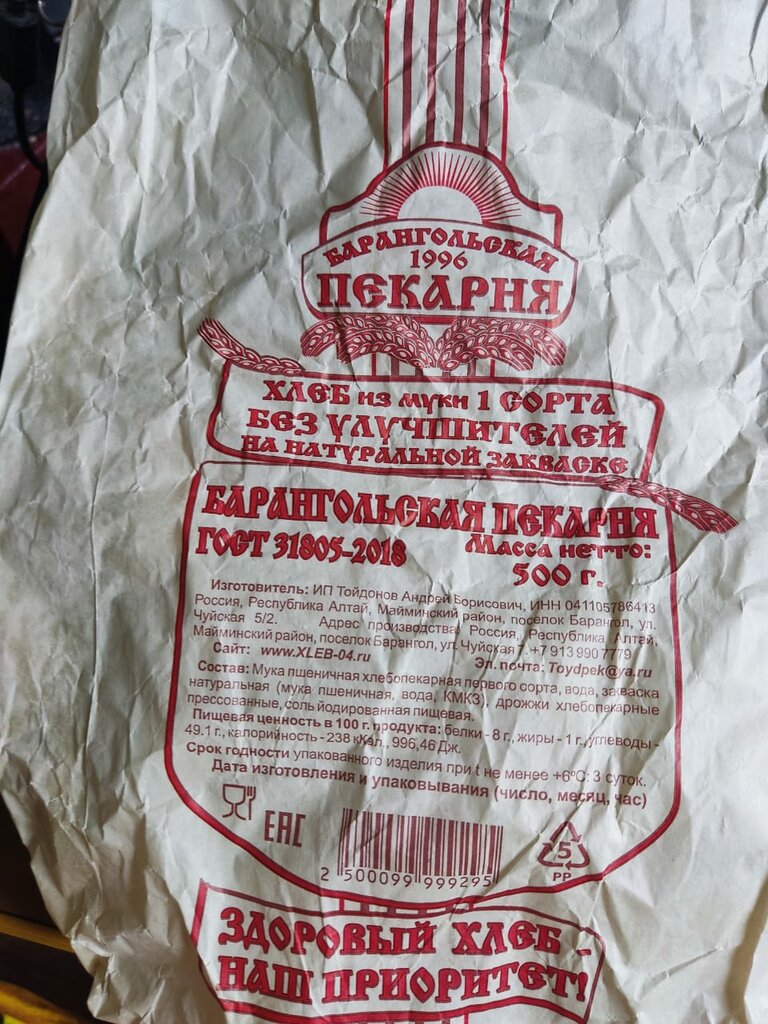 БАРАНГОЛЬСКАЯ
1996
ПЕКАРНЯ
ХЛЕБ из муки 1 СОРТА
БЕЗ УЛУЧШИТЕЛЕЙ
НА НАТУРАЛЬНОЙ ЗАКВАСКЕ
БАРАНГОЛЬСКАЯ ПЕКАРНЯ
ГОСТ 31805-2018 Масса нетто:
500 г.
Изготовитель: ИП Тойдонов Андрей Борисович, ИНН 041105786413
Россия, Республика Алтай, Майминский район, поселок Барангол, ул.
Чуйская 5/2. Адрес производства: Россия, Республика Алтай,
Майминский район, поселок Барангол, ул. Чуйская 7. +7 913 990 7779
Сайт: www.XLEB-04.ru Эл. почта: Toydpek@ya.ru
Состав: Мука пшеничная хлебопекарная первого сорта, вода, закваска
натуральная (мука пшеничная, вода, КМКЗ), дрожжи хлебопекарные
прессованные, соль йодированная пищевая.
Пищевая ценность в 100 г. продукта: белки - 8 г., жиры - 1 г., углеводы -
49.1 г., калорийность - 238 кКал., 996,46 Дж.
Срок годности упакованного изделия при t не менее +6°С: 3 суток.
Дата изготовления и упаковывания (число, месяц, час)
ЕАС
2 500099 999295
5
PP
ЗДОРОВЫЙ ХЛЕБ -
НАШ ПРИОРИТЕТ!